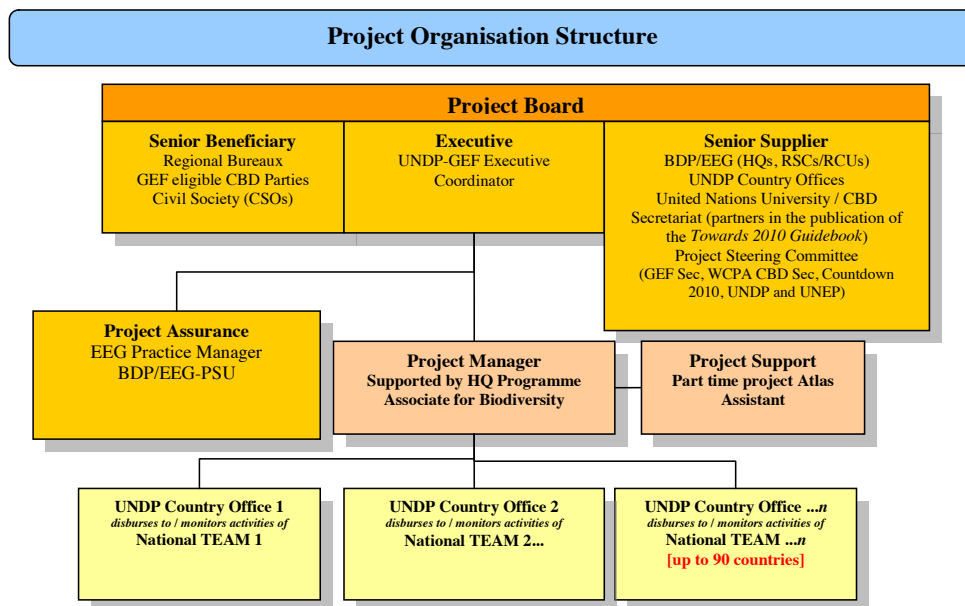 Project Organisation Structure
Project Board
Senior Beneficiary
Regional Bureaux
GEF eligible CBD Parties
Civil Society (CSOs)
Executive
UNDP-GEF Executive
Coordinator
Senior Supplier
BDP/EEG (HQs, RSCs/RCUs)
UNDP Country Offices
United Nations University / CBD
Secretariat (partners in the publication of
the Towards 2010 Guidebook)
Project Steering Committee
(GEF Sec, WCPA CBD Sec, Countdown
2010, UNDP and UNEP)
Project Assurance
EEG Practice Manager
BDP/EEG-PSU
Project Manager
Supported by HQ Programme
Associate for Biodiversity
Project Support
Part time project Atlas
Assistant
UNDP Country Office 1
disburses to / monitors activities of
National TEAM 1
UNDP Country Office 2
disburses to / monitors activities of
National TEAM 2...
UNDP Country Office ...n
disburses to / monitors activities of
National TEAM ...n
[up to 90 countries]